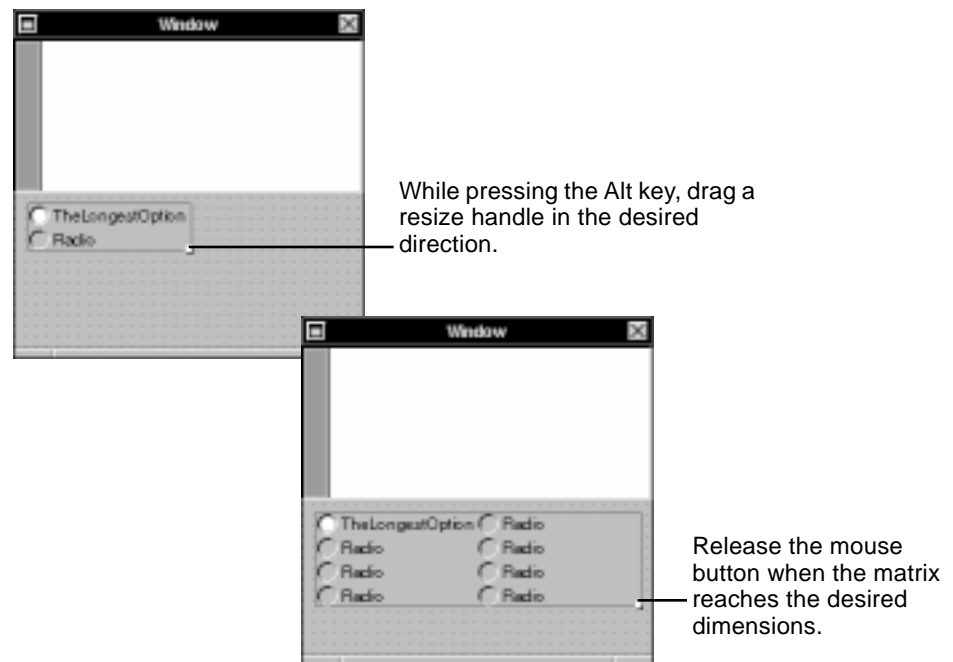 Window
While pressing the Alt key, drag a
resize handle in the desired
direction.
TheLongestOption
Radio
Window
TheLongestOption Radio
Radio Radio
Radio Radio
Radio Radio
Release the mouse
button when the matrix
reaches the desired
dimensions.